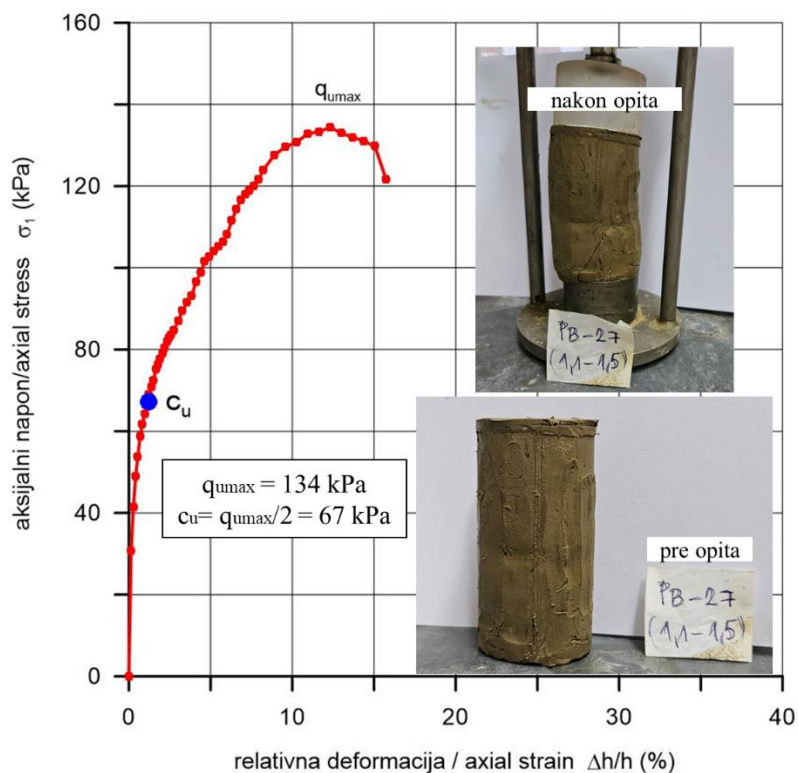 160
120
80
40
0
0
10
20
30
40
aksijalni napon/axial stress σ₁ (kPa)
relativna deformacija / axial strain Δh/h (%)
qumax
cu
qumax = 134 kPa
cu= qumax/2 = 67 kPa
nakon opita
PB-27
(1,1-1,5)
pre opita
PB-27
(1,1-1,5)